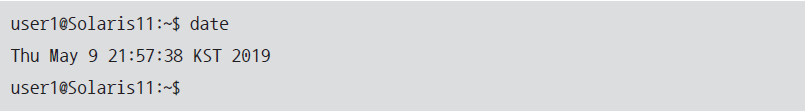 user1@Solaris11:~$ date
Thu May 9 21:57:38 KST 2019
user1@Solaris11:~$